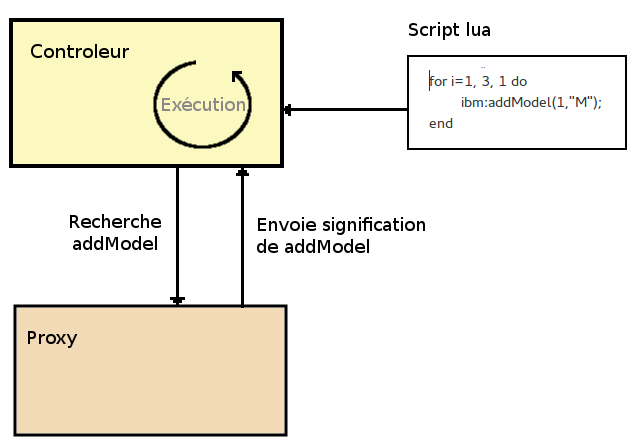 Controleur
Exécution
Script lua
for i=1, 3, 1 do
ibm:addModel(1,"M");
end
Recherche
addModel
Envoie signification
de addModel
Proxy